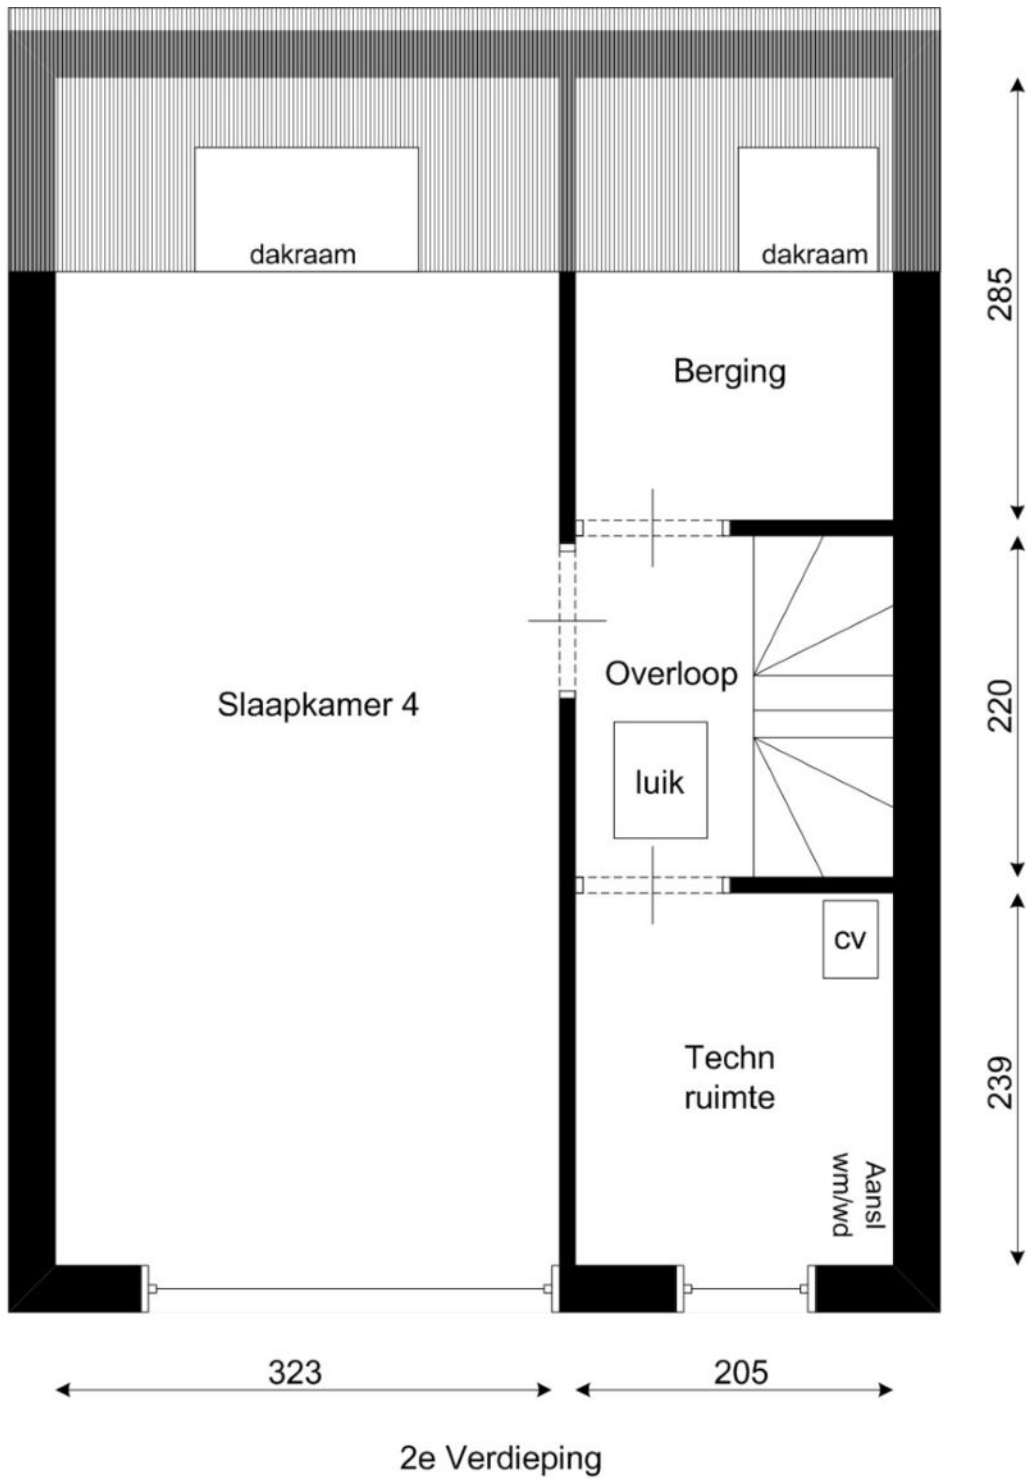 dakraam
dakraam
285
Berging
Overloop
Slaapkamer 4
220
luik
cv
Techn
ruimte
239
Aansl
wm/wd
323
205
2e Verdieping